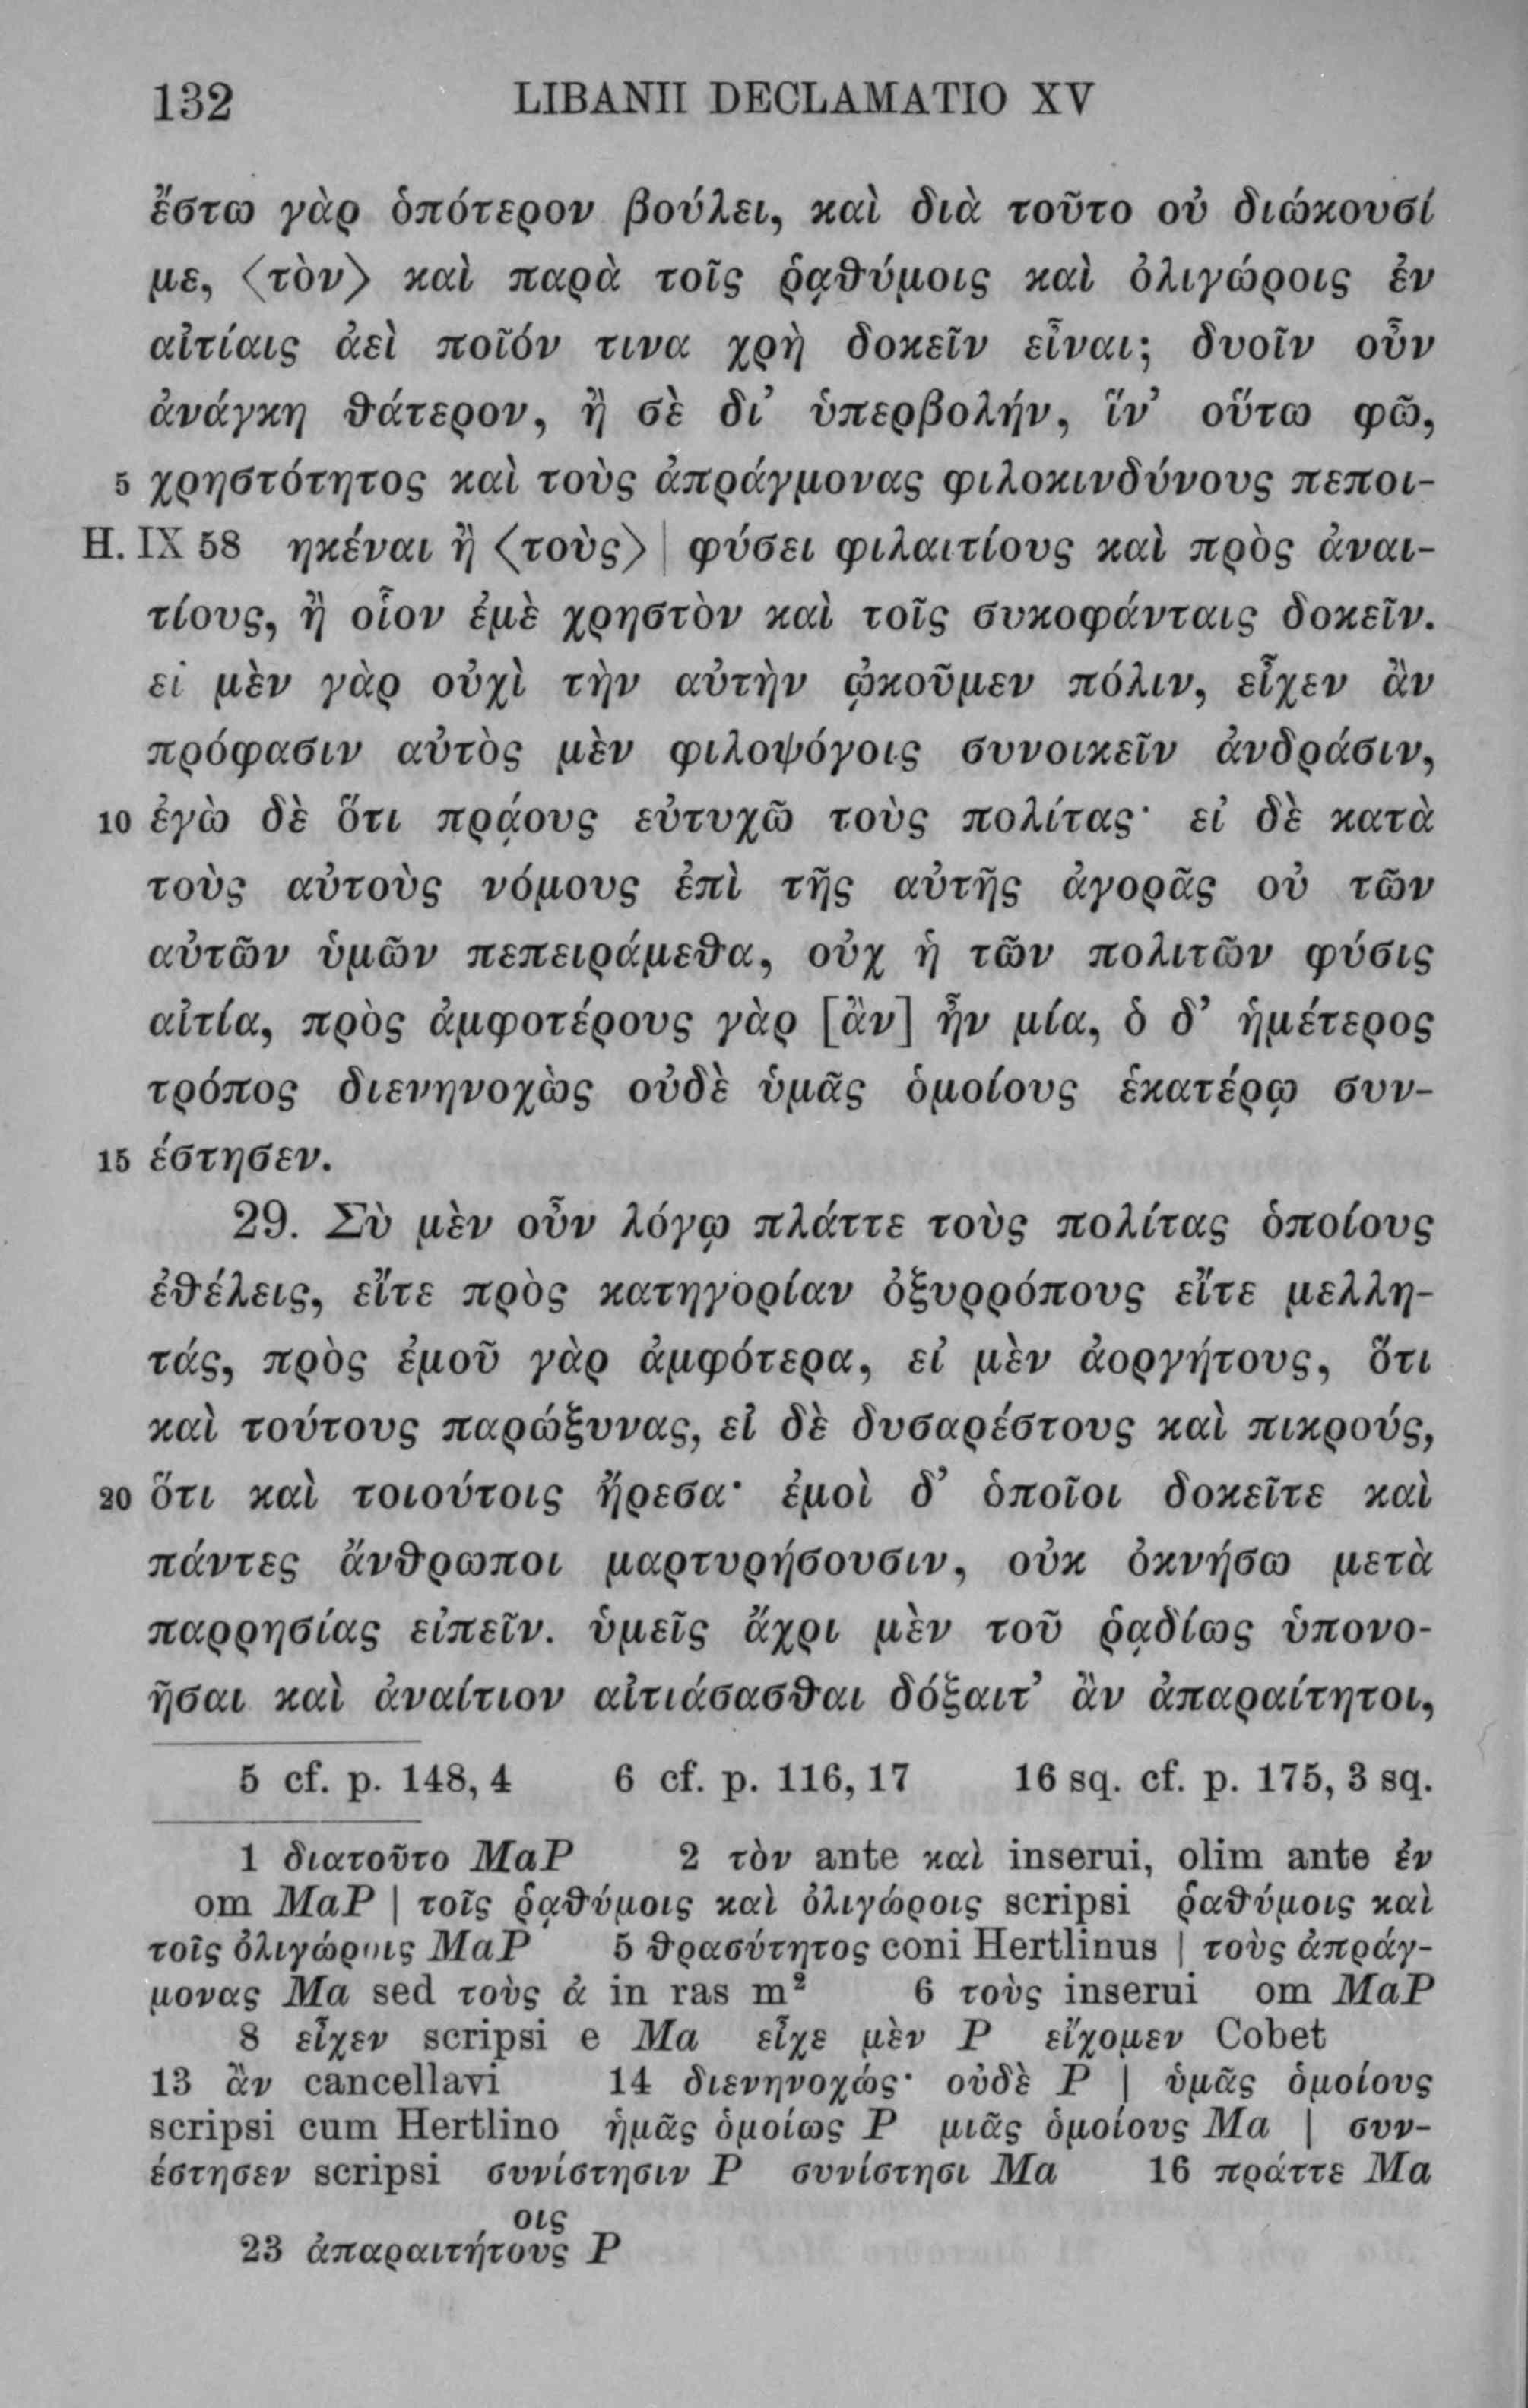 132 LIBANII DECLAMATIO XV
ἔστω γὰρ ὁπότερον βούλει, καὶ διὰ τοῦτο οὐ διώκουσί
με, 〈τὸν〉 καὶ παρὰ τοῖς ῥᾳθύμοις καὶ ὀλιγώροις ἐν
αἰτίαις ἀεὶ ποῖόν τινα χρὴ δοκεῖν εἶναι; δυοῖν οὖν
ἀνάγκη θάτερον, ἢ σὲ δι’ ὑπερβολήν, ἵν’ οὕτω φῶ,
5 χρηστότητος καὶ τοὺς ἀπράγμονας φιλοκινδύνους πεποι-
H. IX 58 ηκέναι ἢ 〈τοὺς〉 | φύσει φιλαιτίους καὶ πρὸς ἀναι-
τίους, ἢ οἷον ἐμὲ χρηστὸν καὶ τοῖς συκοφάνταις δοκεῖν.
εἰ μὲν γὰρ οὐχὶ τὴν αὐτὴν ᾠκοῦμεν πόλιν, εἶχεν ἂν
πρόφασιν αὐτὸς μὲν φιλοψόγοις συνοικεῖν ἀνδράσιν,
10 ἐγὼ δὲ ὅτι πρᾴους εὐτυχῶ τοὺς πολίτας· εἰ δὲ κατὰ
τοὺς αὐτοὺς νόμους ἐπὶ τῆς αὐτῆς ἀγορᾶς οὐ τῶν
αὐτῶν ὑμῶν πεπειράμεθα, οὐχ ἡ τῶν πολιτῶν φύσις
αἰτία, πρὸς ἀμφοτέρους γὰρ [ἂν] ἦν μία, ὁ δ’ ἡμέτερος
τρόπος διενηνοχὼς οὐδὲ ὑμᾶς ὁμοίους ἑκατέρῳ συν-
15 έστησεν.
29. Σὺ μὲν οὖν λόγῳ πλάττε τοὺς πολίτας ὁποίους
ἐθέλεις, εἴτε πρὸς κατηγορίαν ὀξυρρόπους εἴτε μελλη-
τάς, πρὸς ἐμοῦ γὰρ ἀμφότερα, εἰ μὲν ἀοργήτους, ὅτι
καὶ τούτους παρώξυνας, εἰ δὲ δυσαρέστους καὶ πικρούς,
20 ὅτι καὶ τοιούτοις ἤρεσα· ἐμοὶ δ’ ὁποῖοι δοκεῖτε καὶ
πάντες ἄνθρωποι μαρτυρήσουσιν, οὐκ ὀκνήσω μετὰ
παρρησίας εἰπεῖν. ὑμεῖς ἄχρι μὲν τοῦ ῥᾳδίως ὑπονο-
ῆσαι καὶ ἀναίτιον αἰτιάσασθαι δόξαιτ’ ἂν ἀπαραίτητοι,
5 cf. p. 148, 4 6 cf. p. 116, 17 16 sq. cf. p. 175, 3 sq.
1 διατοῦτο MaP 2 τὸν ante καὶ inserui, olim ante ἐν
om MaP | τοῖς ῥᾳθύμοις καὶ ὀλιγώροις scripsi ῥαθύμοις καὶ
τοῖς ὀλιγώροις MaP 5 θρασύτητος coni Hertlinus | τοὺς ἀπράγ-
μονας Ma sed τοὺς ἀ in ras m² 6 τοὺς inserui om MaP
8 εἶχεν scripsi e Ma εἶχε μὲν P εἴχομεν Cobet
13 ἂν cancellavi 14 διενηνοχώς· οὐδὲ P | ὑμᾶς ὁμοίους
scripsi cum Hertlino ἡμᾶς ὁμοίως P μιᾶς ὁμοίους Ma | συν-
έστησεν scripsi συνίστησιν P συνίστησι Ma 16 πράττε Ma
οις
23 ἀπαραιτήτους P